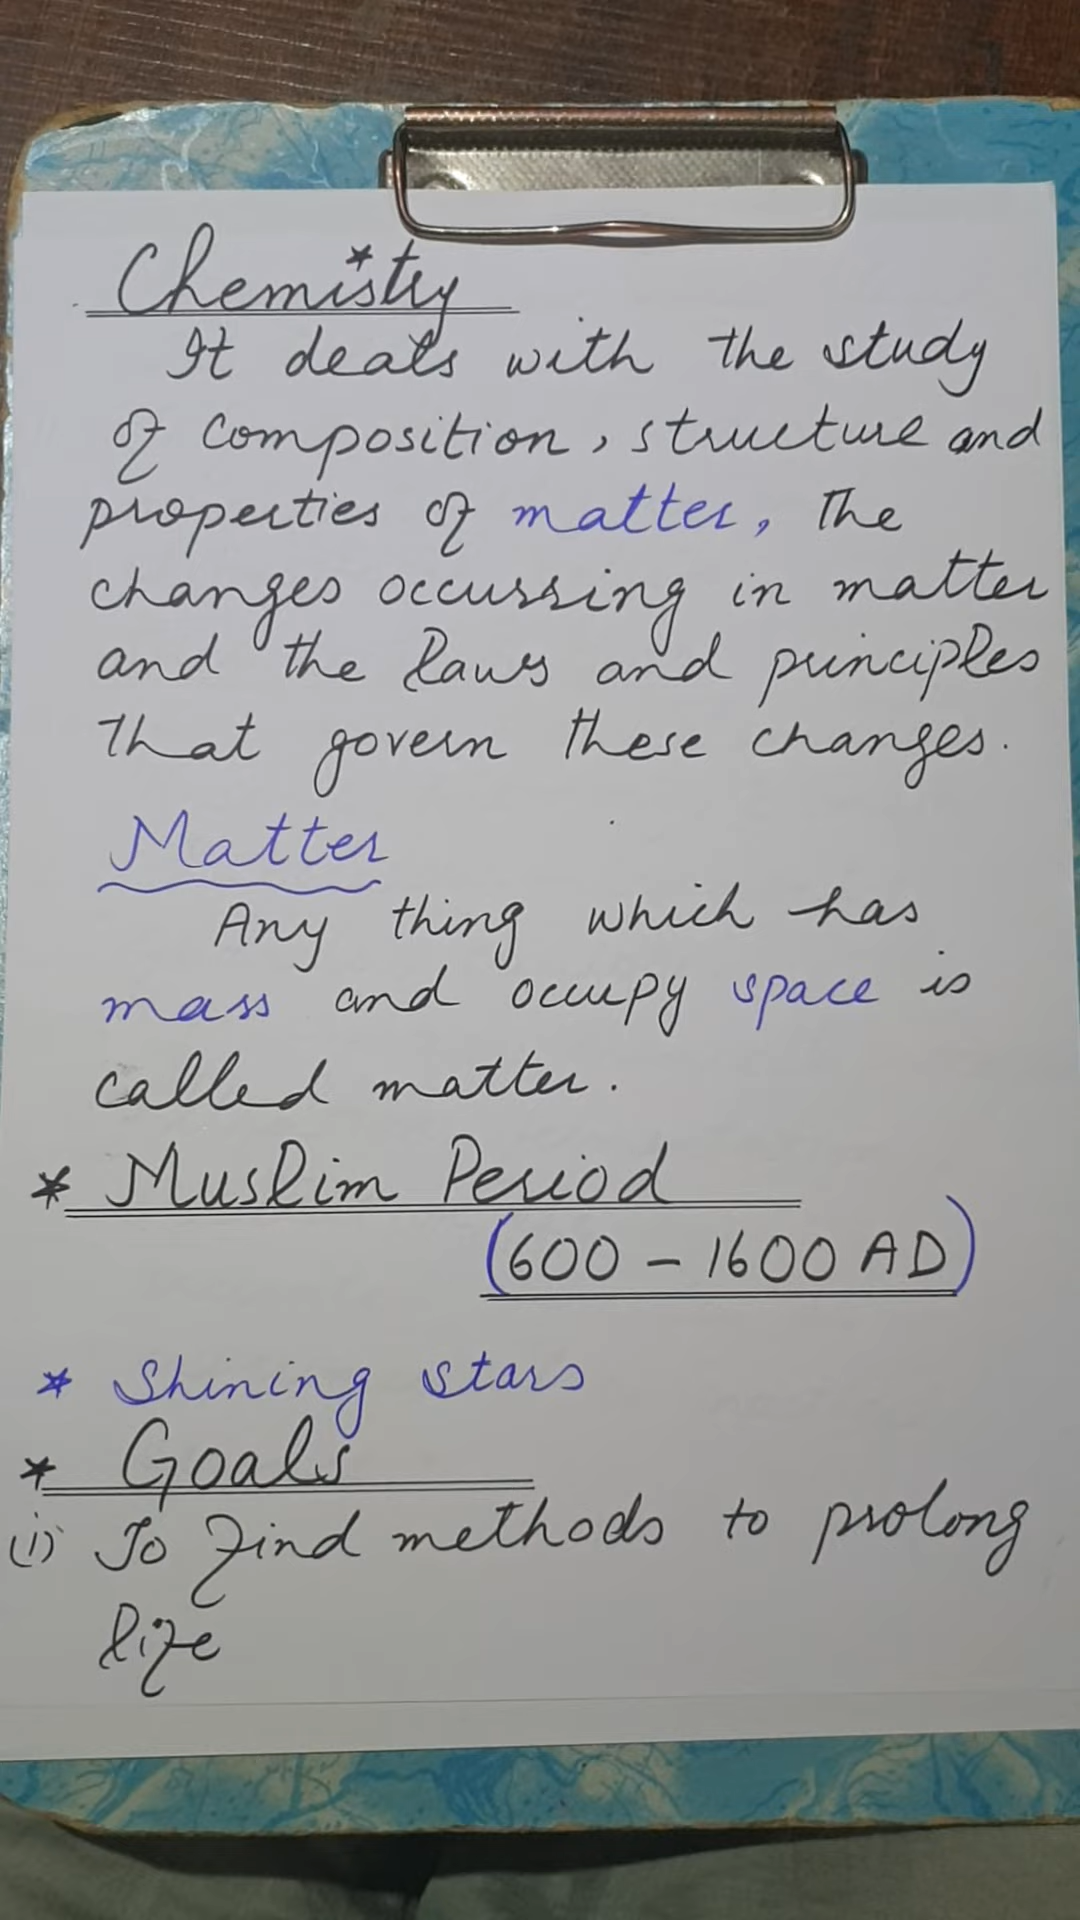 Chemistry
It deals with the study
of composition, structure and
properties of matter, The
changes occurring in matter
and the laws and principles
That govern these changes.
Matter
Any thing which has
mass and occupy space is
called matter.
* Muslim Period
(600 - 1600 AD)
* Shining stars
* Goals
(i) To find methods to prolong
life